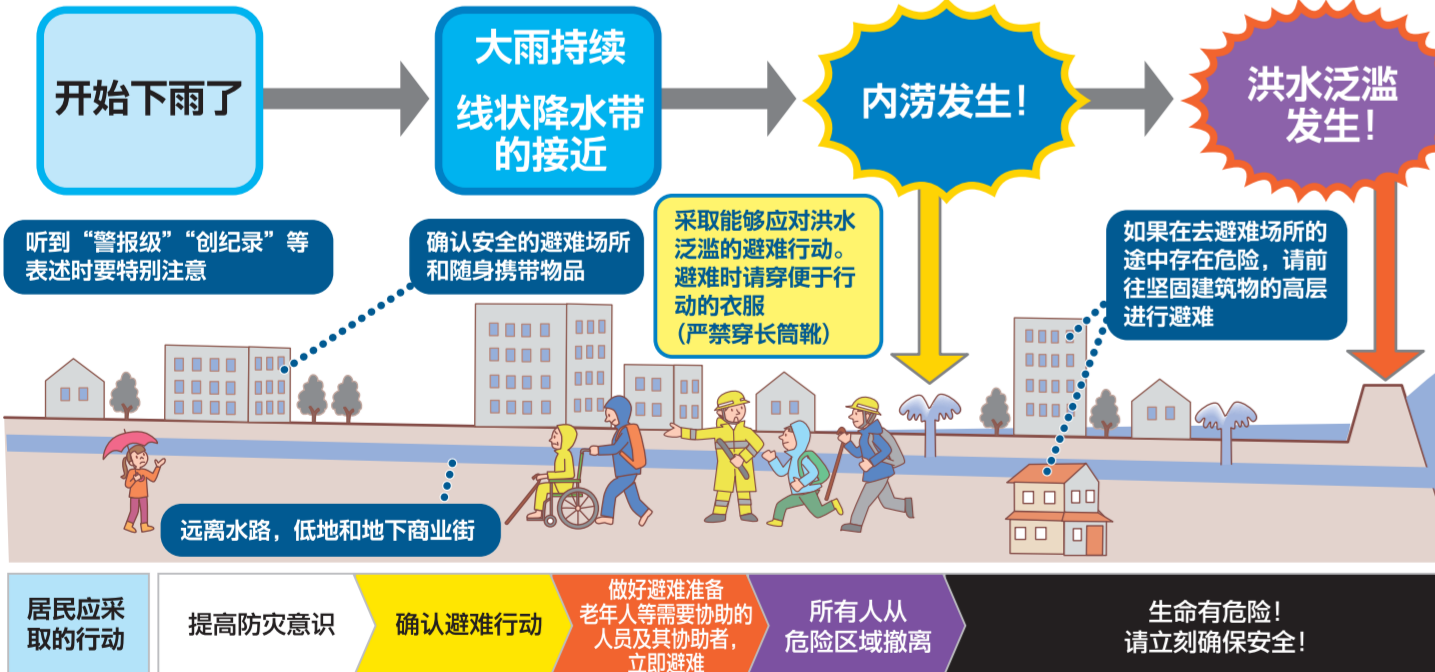 开始下雨了
大雨持续
线状降水带
的接近
内涝发生！
洪水泛滥
发生！
听到“警报级”“创纪录”等
表述时要特别注意
确认安全的避难场所
和随身携带物品
采取能够应对洪水
泛滥的避难行动。
避难时请穿便于行
动的衣服
（严禁穿长筒靴）
如果在去避难场所的
途中存在危险，请前
往坚固建筑物的高层
进行避难
远离水路，低地和地下商业街
居民应采
取的行动
提高防灾意识
确认避难行动
做好避难准备
老年人等需要协助的
人员及其协助者，
立即避难
所有人从
危险区域撤离
生命有危险！
请立刻确保安全！